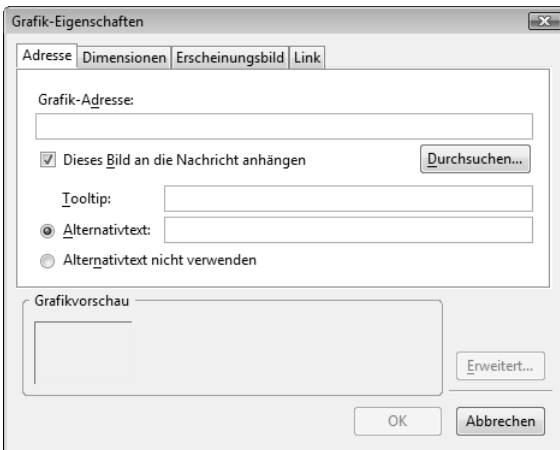 Grafik-Eigenschaften
Adresse Dimensionen Erscheinungsbild Link
Grafik-Adresse:
Dieses Bild an die Nachricht anhängen Durchsuchen...
Tooltip:
Alternativtext:
Alternativtext nicht verwenden
Grafikvorschau
Erweitert...
OK Abbrechen